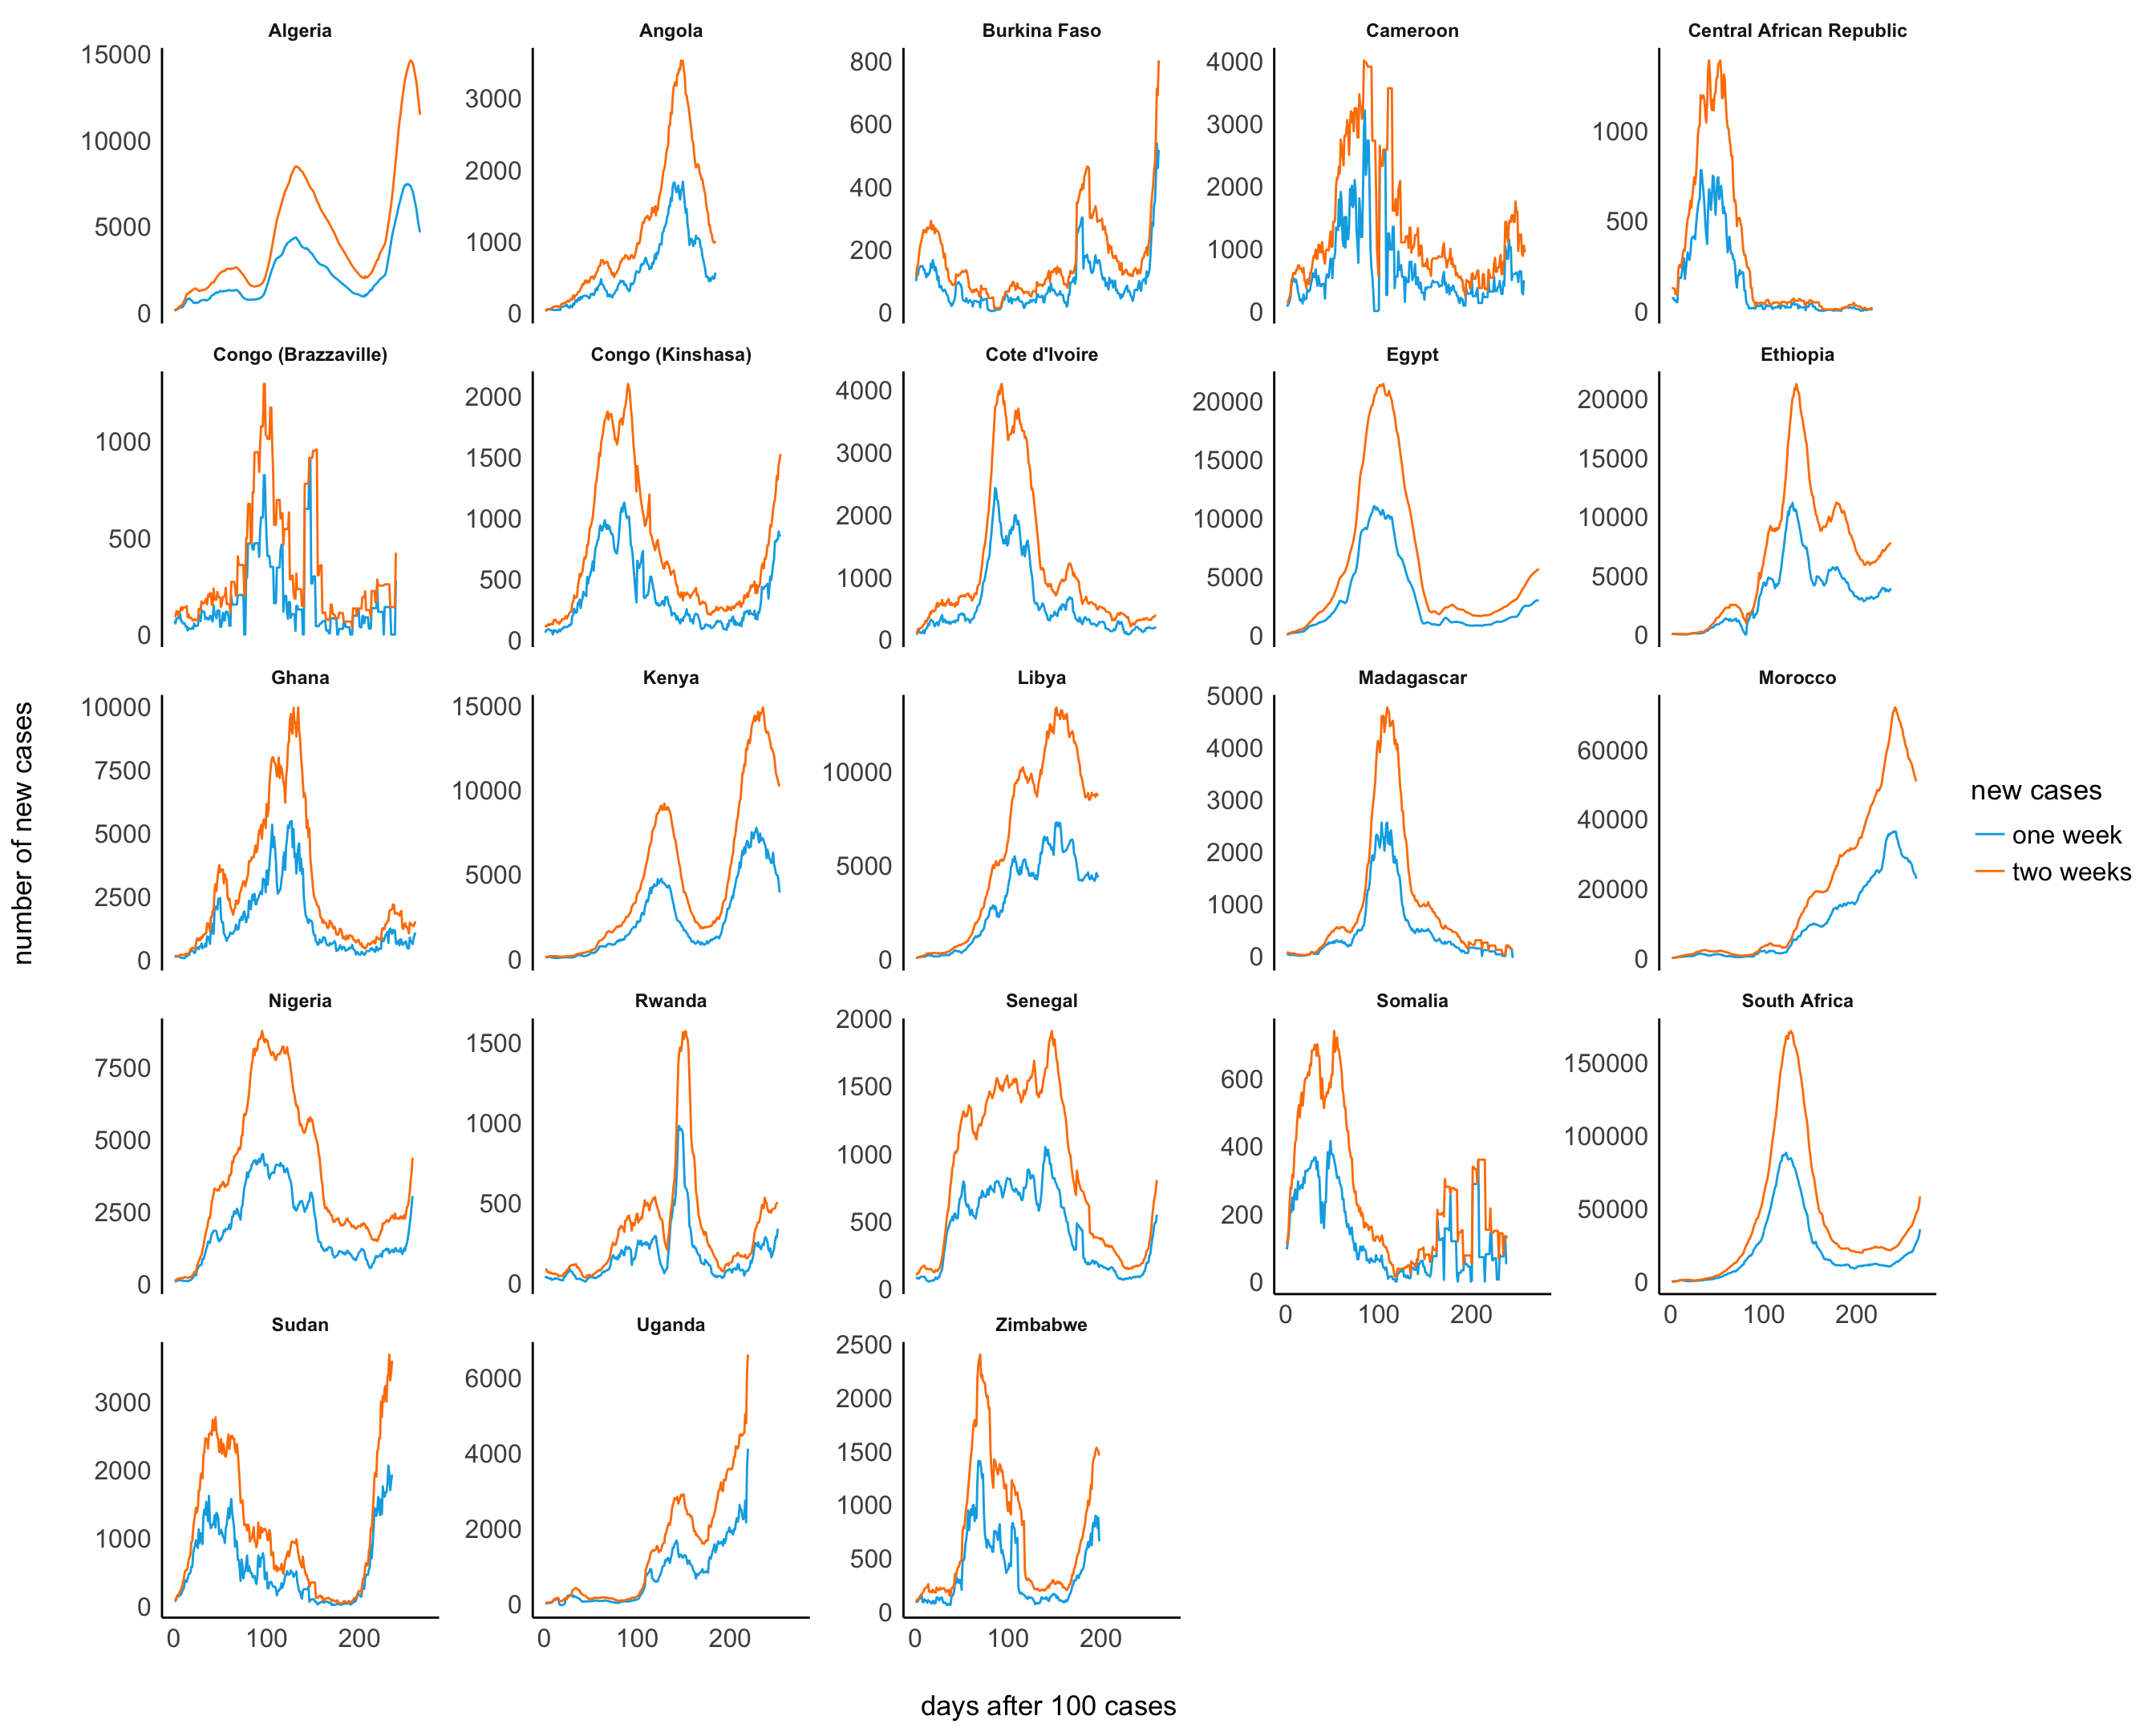 Algeria Angola Burkina Faso Cameroon Central African Republic
15000 10000 5000 0
3000 2000 1000 0
800 600 400 200 0
4000 3000 2000 1000 0
1000 500 0
Congo (Brazzaville) Congo (Kinshasa) Cote d'Ivoire Egypt Ethiopia
1000 500 0
2000 1500 1000 500 0
4000 3000 2000 1000 0
20000 15000 10000 5000 0
20000 15000 10000 5000 0
Ghana Kenya Libya Madagascar Morocco
10000 7500 5000 2500 0
15000 10000 5000 0
10000 5000 0
5000 4000 3000 2000 1000 0
60000 40000 20000 0
Nigeria Rwanda Senegal Somalia South Africa
7500 5000 2500 0
1500 1000 500 0
2000 1500 1000 500 0
600 400 200 0
150000 100000 50000 0
0 100 200 0 100 200
Sudan Uganda Zimbabwe
3000 2000 1000 0
6000 4000 2000 0
2500 2000 1500 1000 500 0
0 100 200 0 100 200 0 100 200
number of new cases
days after 100 cases
new cases
one week
two weeks